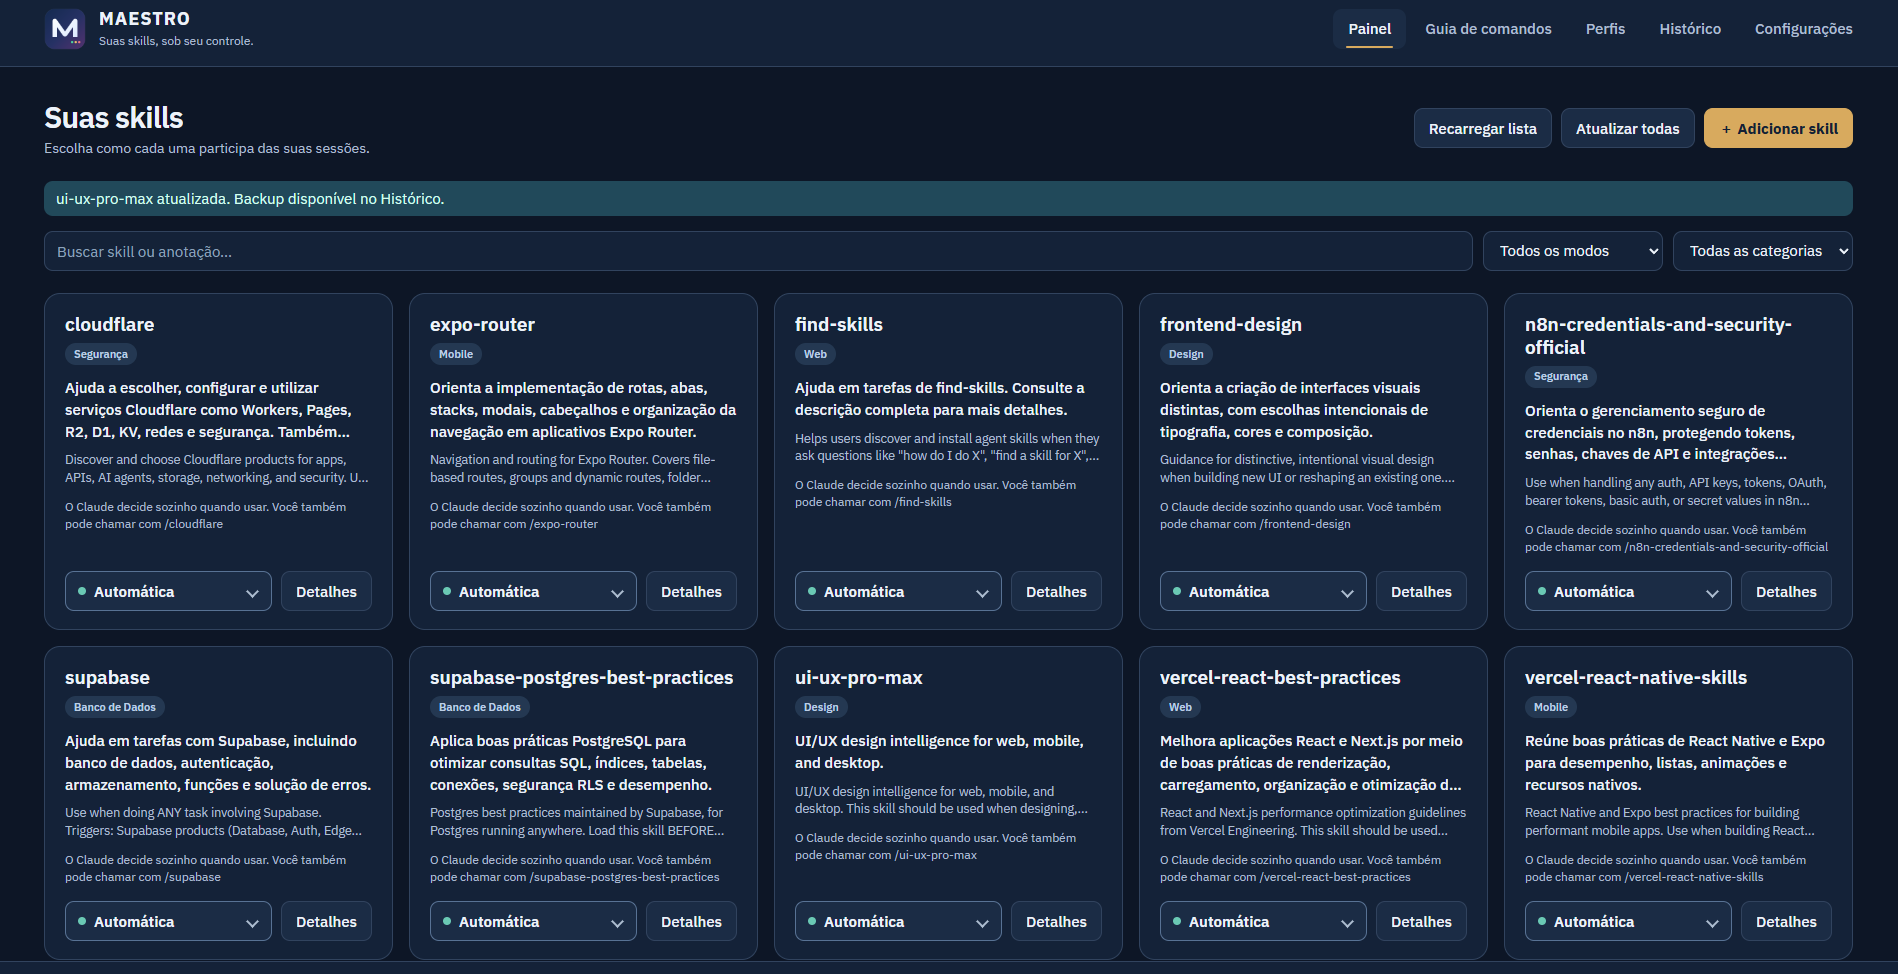 M
MAESTRO
Suas skills, sob seu controle.
Painel
Guia de comandos
Perfis
Histórico
Configurações
Suas skills
Escolha como cada uma participa das suas sessões.
Recarregar lista
Atualizar todas
+ Adicionar skill
ui-ux-pro-max atualizada. Backup disponível no Histórico.
Buscar skill ou anotação...
Todos os modos
Todas as categorias
cloudflare
Segurança
Ajuda a escolher, configurar e utilizar
serviços Cloudflare como Workers, Pages,
R2, D1, KV, redes e segurança. Também...
Discover and choose Cloudflare products for apps,
APIs, AI agents, storage, networking, and security. U...
O Claude decide sozinho quando usar. Você também
pode chamar com /cloudflare
Automática
Detalhes
expo-router
Mobile
Orienta a implementação de rotas, abas,
stacks, modais, cabeçalhos e organização da
navegação em aplicativos Expo Router.
Navigation and routing for Expo Router. Covers file-
based routes, groups and dynamic routes, folder...
O Claude decide sozinho quando usar. Você também
pode chamar com /expo-router
Automática
Detalhes
find-skills
Web
Ajuda em tarefas de find-skills. Consulte a
descrição completa para mais detalhes.
Helps users discover and install agent skills when they
ask questions like "how do I do X", "find a skill for X",...
O Claude decide sozinho quando usar. Você também
pode chamar com /find-skills
Automática
Detalhes
frontend-design
Design
Orienta a criação de interfaces visuais
distintas, com escolhas intencionais de
tipografia, cores e composição.
Guidance for distinctive, intentional visual design
when building new UI or reshaping an existing one....
O Claude decide sozinho quando usar. Você também
pode chamar com /frontend-design
Automática
Detalhes
n8n-credentials-and-security-
official
Segurança
Orienta o gerenciamento seguro de
credenciais no n8n, protegendo tokens,
senhas, chaves de API e integrações...
Use when handling any auth, API keys, tokens, OAuth,
bearer tokens, basic auth, or secret values in n8n...
O Claude decide sozinho quando usar. Você também
pode chamar com /n8n-credentials-and-security-official
Automática
Detalhes
supabase
Banco de Dados
Ajuda em tarefas com Supabase, incluindo
banco de dados, autenticação,
armazenamento, funções e solução de erros.
Use when doing ANY task involving Supabase.
Triggers: Supabase products (Database, Auth, Edge...
O Claude decide sozinho quando usar. Você também
pode chamar com /supabase
Automática
Detalhes
supabase-postgres-best-practices
Banco de Dados
Aplica boas práticas PostgreSQL para
otimizar consultas SQL, índices, tabelas,
conexões, segurança RLS e desempenho.
Postgres best practices maintained by Supabase, for
Postgres running anywhere. Load this skill BEFORE...
O Claude decide sozinho quando usar. Você também
pode chamar com /supabase-postgres-best-practices
Automática
Detalhes
ui-ux-pro-max
Design
UI/UX design intelligence for web, mobile,
and desktop.
UI/UX design intelligence for web, mobile, and
desktop. This skill should be used when designing,...
O Claude decide sozinho quando usar. Você também
pode chamar com /ui-ux-pro-max
Automática
Detalhes
vercel-react-best-practices
Web
Melhora aplicações React e Next.js por meio
de boas práticas de renderização,
carregamento, organização e otimização d...
React and Next.js performance optimization guidelines
from Vercel Engineering. This skill should be used...
O Claude decide sozinho quando usar. Você também
pode chamar com /vercel-react-best-practices
Automática
Detalhes
vercel-react-native-skills
Mobile
Reúne boas práticas de React Native e Expo
para desempenho, listas, animações e
recursos nativos.
React Native and Expo best practices for building
performant mobile apps. Use when building React...
O Claude decide sozinho quando usar. Você também
pode chamar com /vercel-react-native-skills
Automática
Detalhes